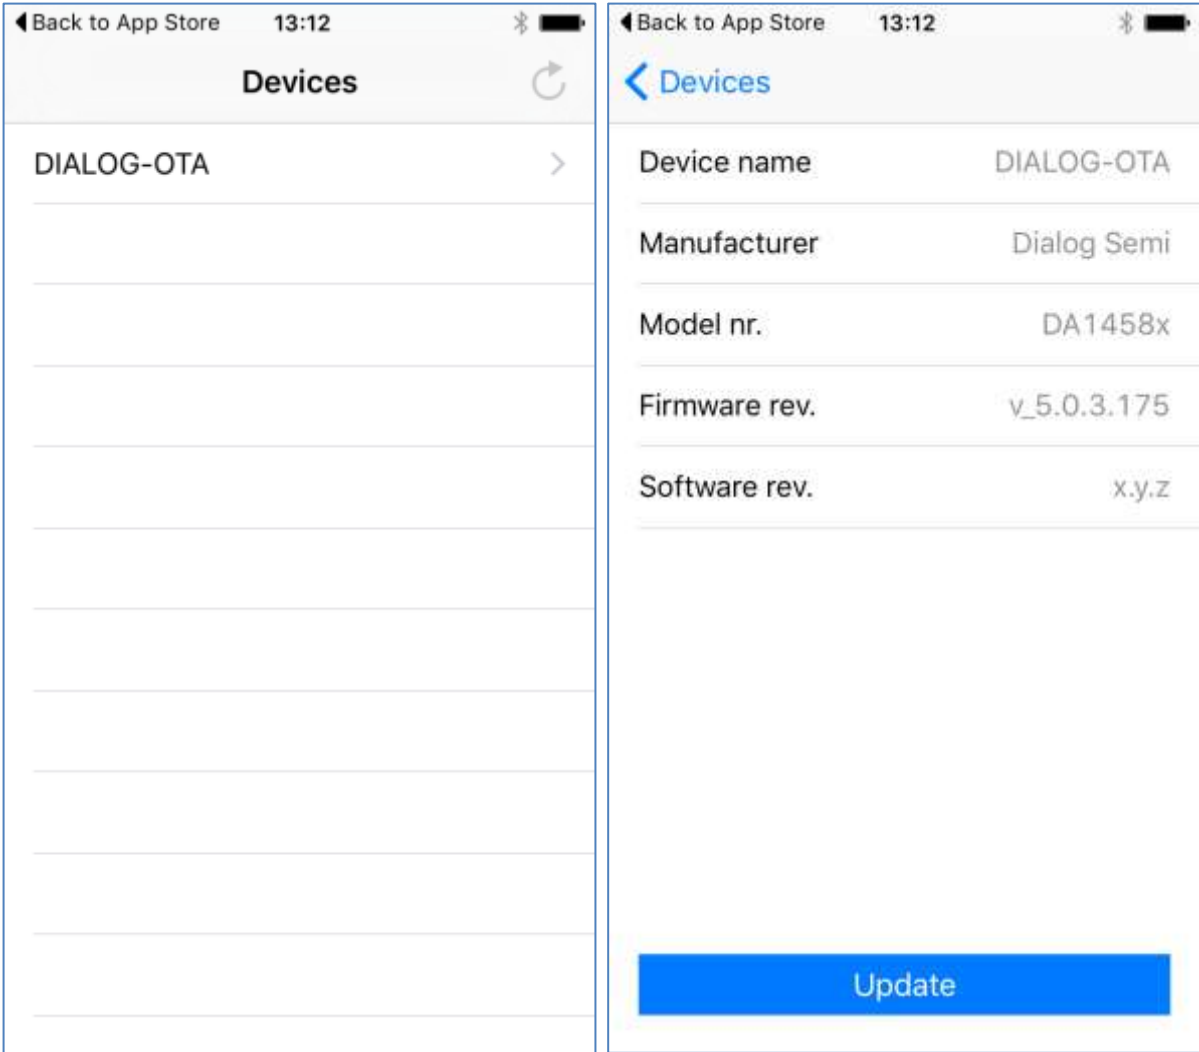 Back to App Store 13:12
Devices
DIALOG-OTA
Back to App Store 13:12
Devices
Device name DIALOG-OTA
Manufacturer Dialog Semi
Model nr. DA1458x
Firmware rev. v_5.0.3.175
Software rev. x.y.z
Update